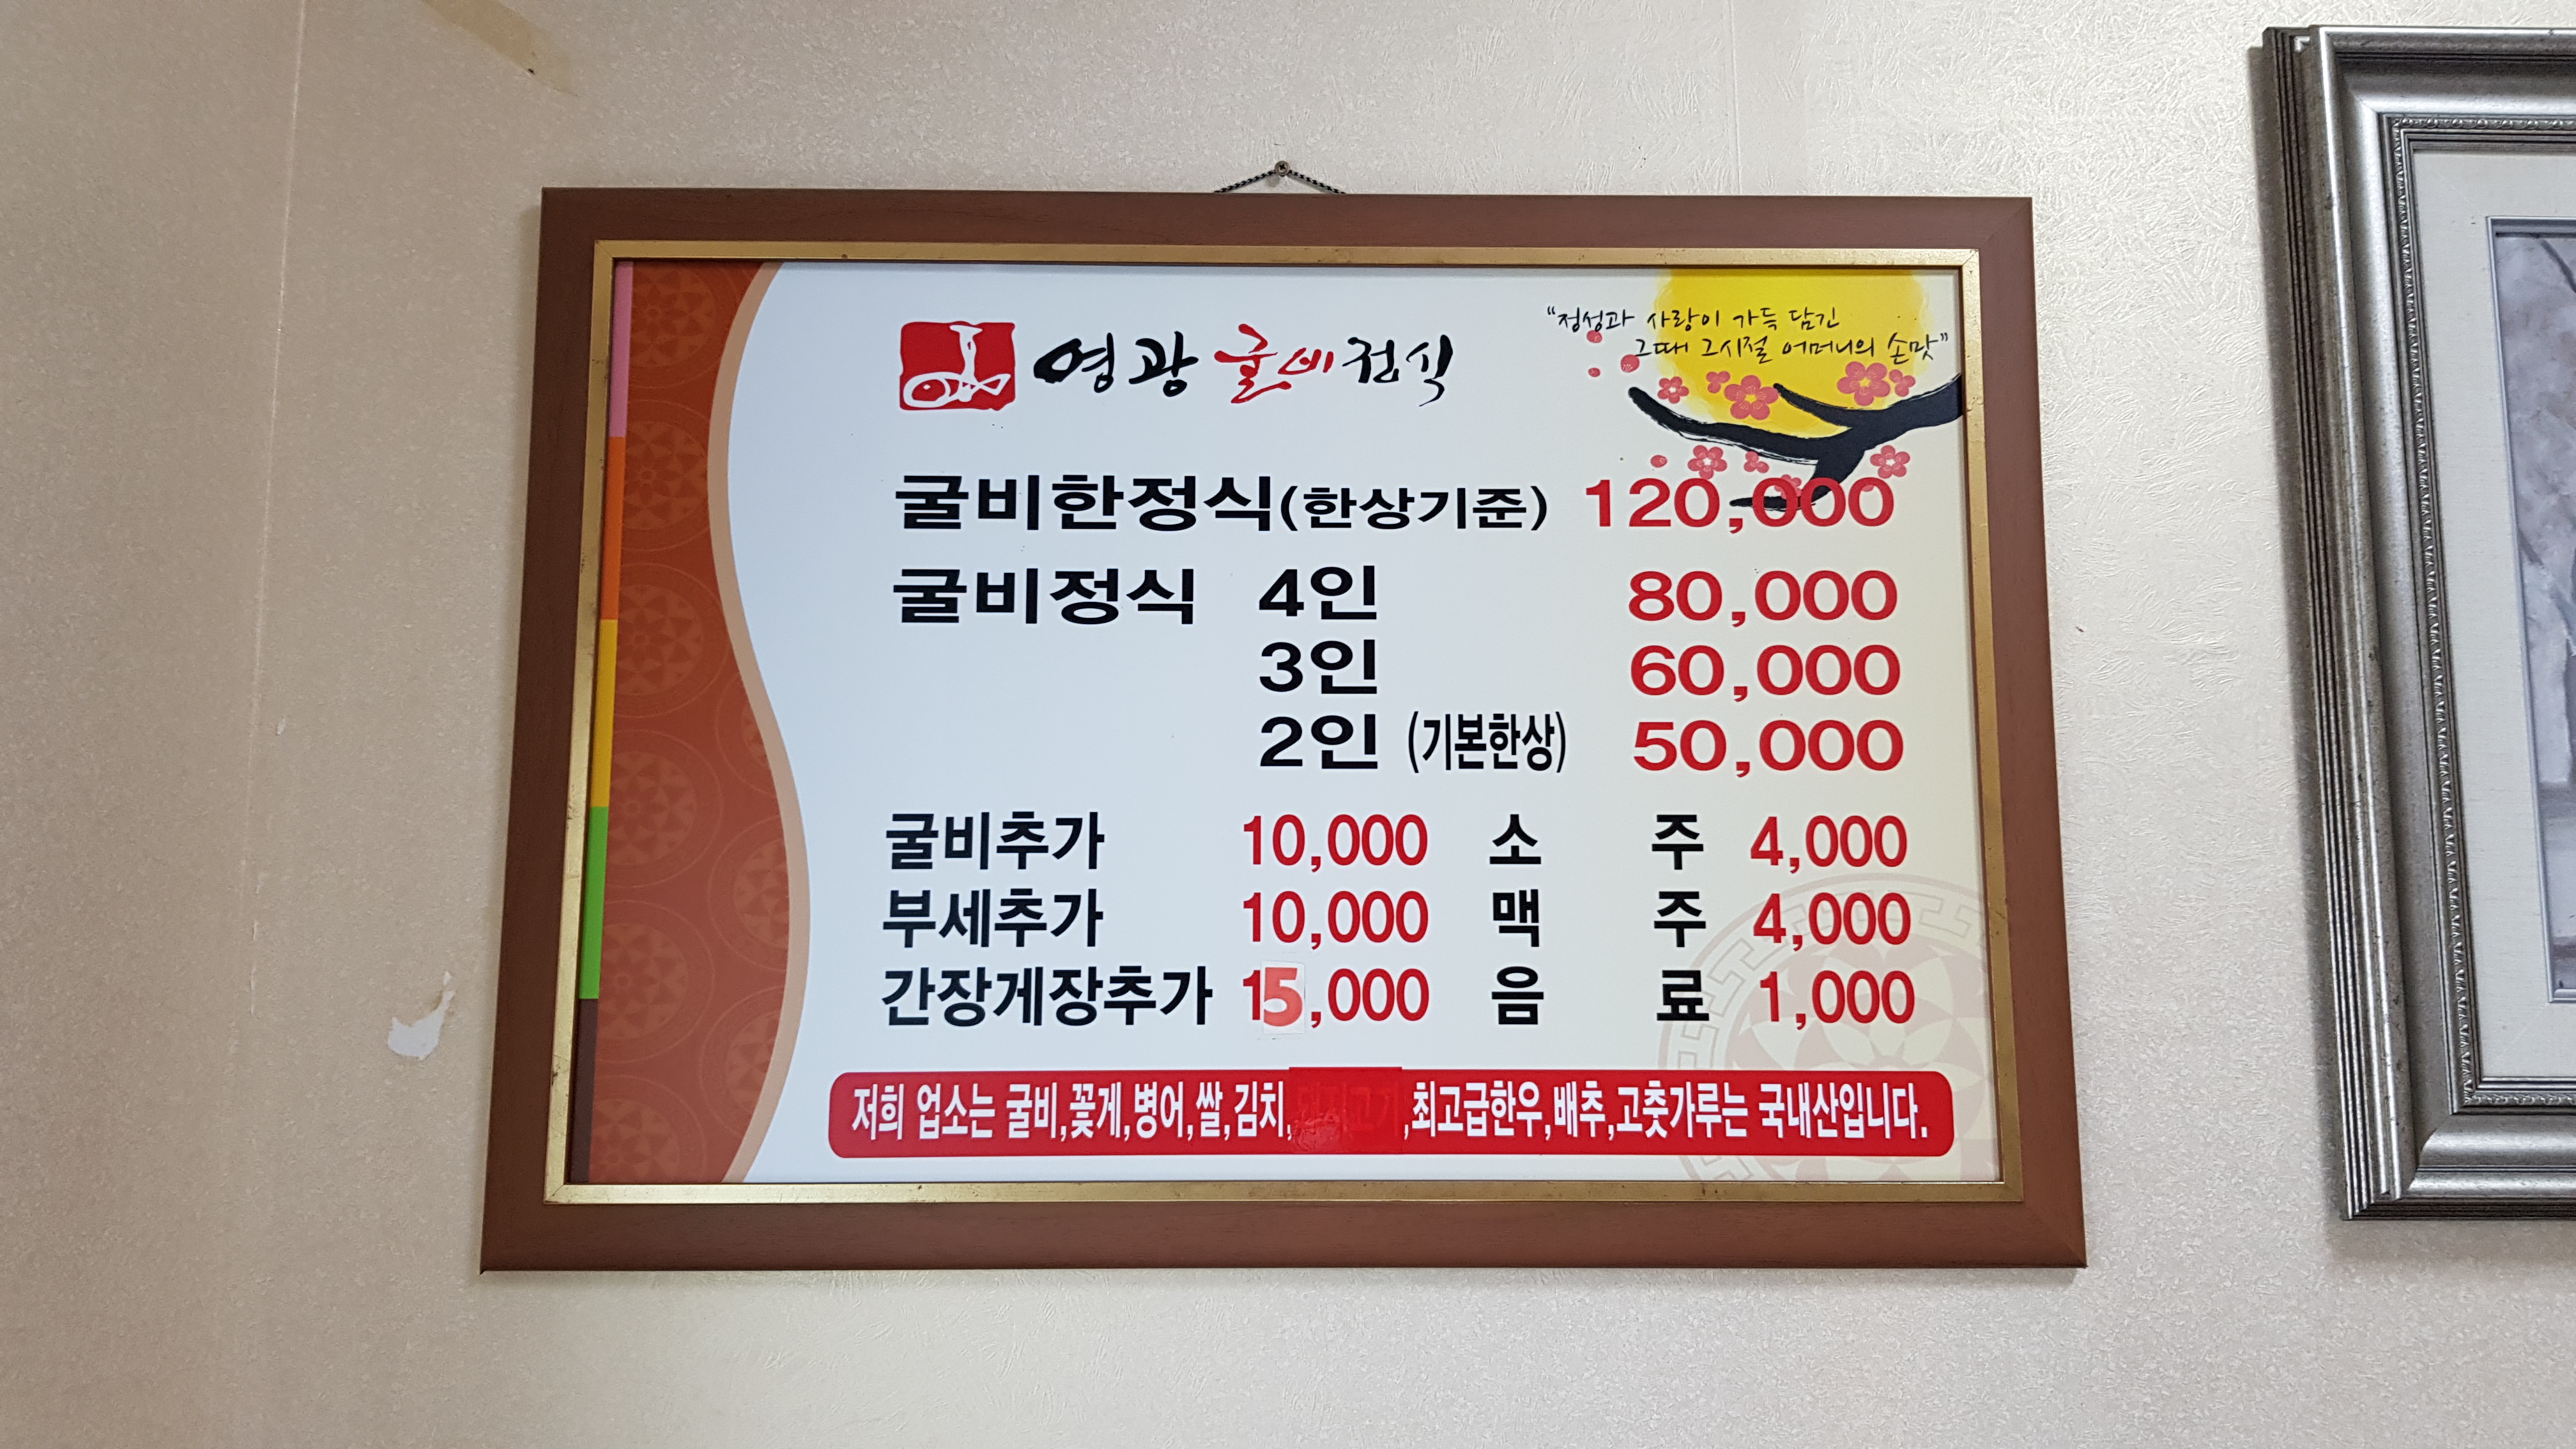 영광 굴비정식
"정성과 사랑이 가득 담긴
그때! 그시절 어머니의 손맛"
굴비한정식(한상기준) 120,000
굴비정식 4인 80,000
3인 60,000
2인 (기본한상) 50,000
굴비추가 10,000 소 주 4,000
부세추가 10,000 맥 주 4,000
간장게장추가 15,000 음 료 1,000
저희 업소는 굴비,꽃게,병어,쌀,김치, ,최고급한우,배추,고춧가루는 국내산입니다.